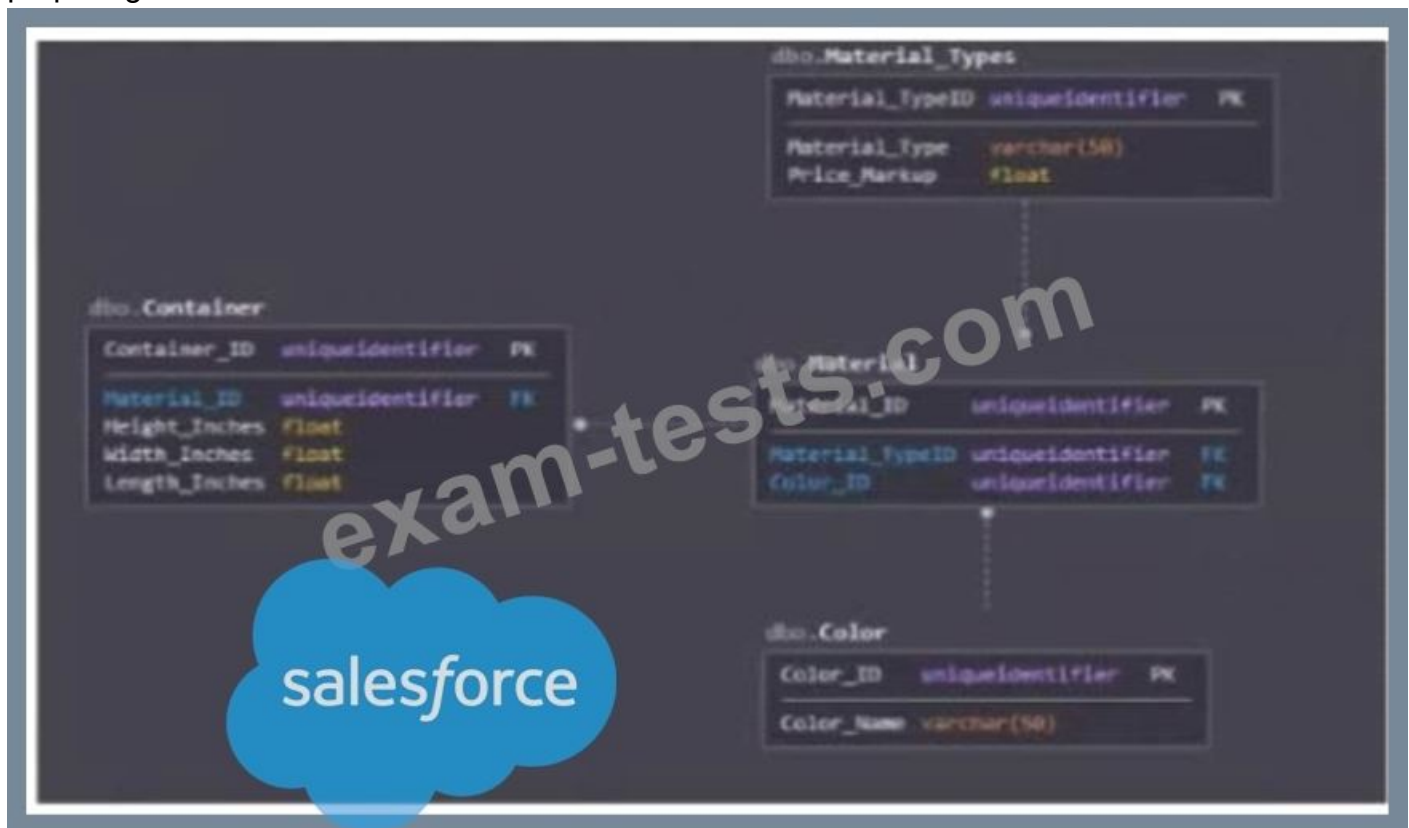 dbo.Material_Types
Material_TypeID uniqueidentifier PK
Material_Type varchar(50)
Price_Markup float
dbo.Container
Container_ID uniqueidentifier PK
Material_ID uniqueidentifier FK
Height_Inches float
Width_Inches float
Length_Inches float
dbo.Material
Material_ID uniqueidentifier PK
Material_TypeID uniqueidentifier FK
Color_ID uniqueidentifier FK
exam-tests.com
dbo.Color
Color_ID uniqueidentifier PK
Color_Name varchar(50)
salesforce